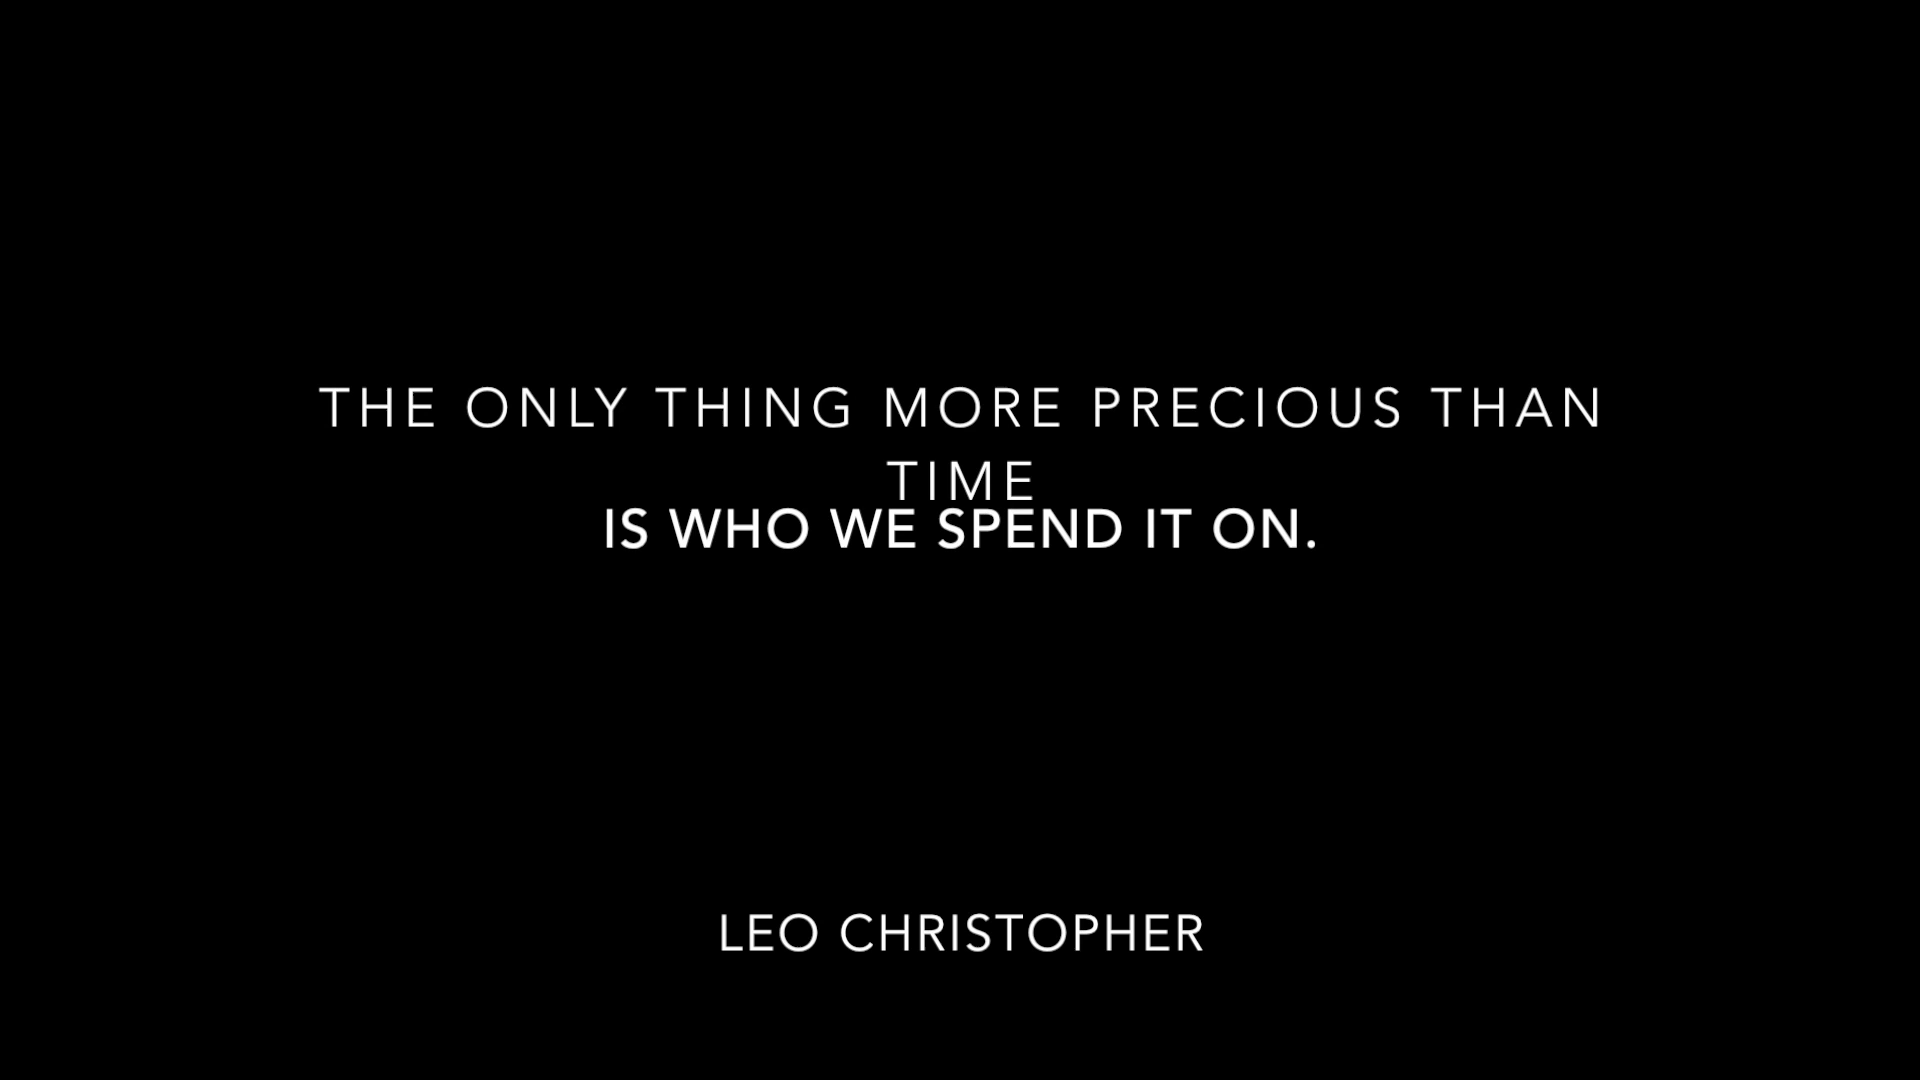 THE ONLY THING MORE PRECIOUS THAN
TIME
IS WHO WE SPEND IT ON.
LEO CHRISTOPHER